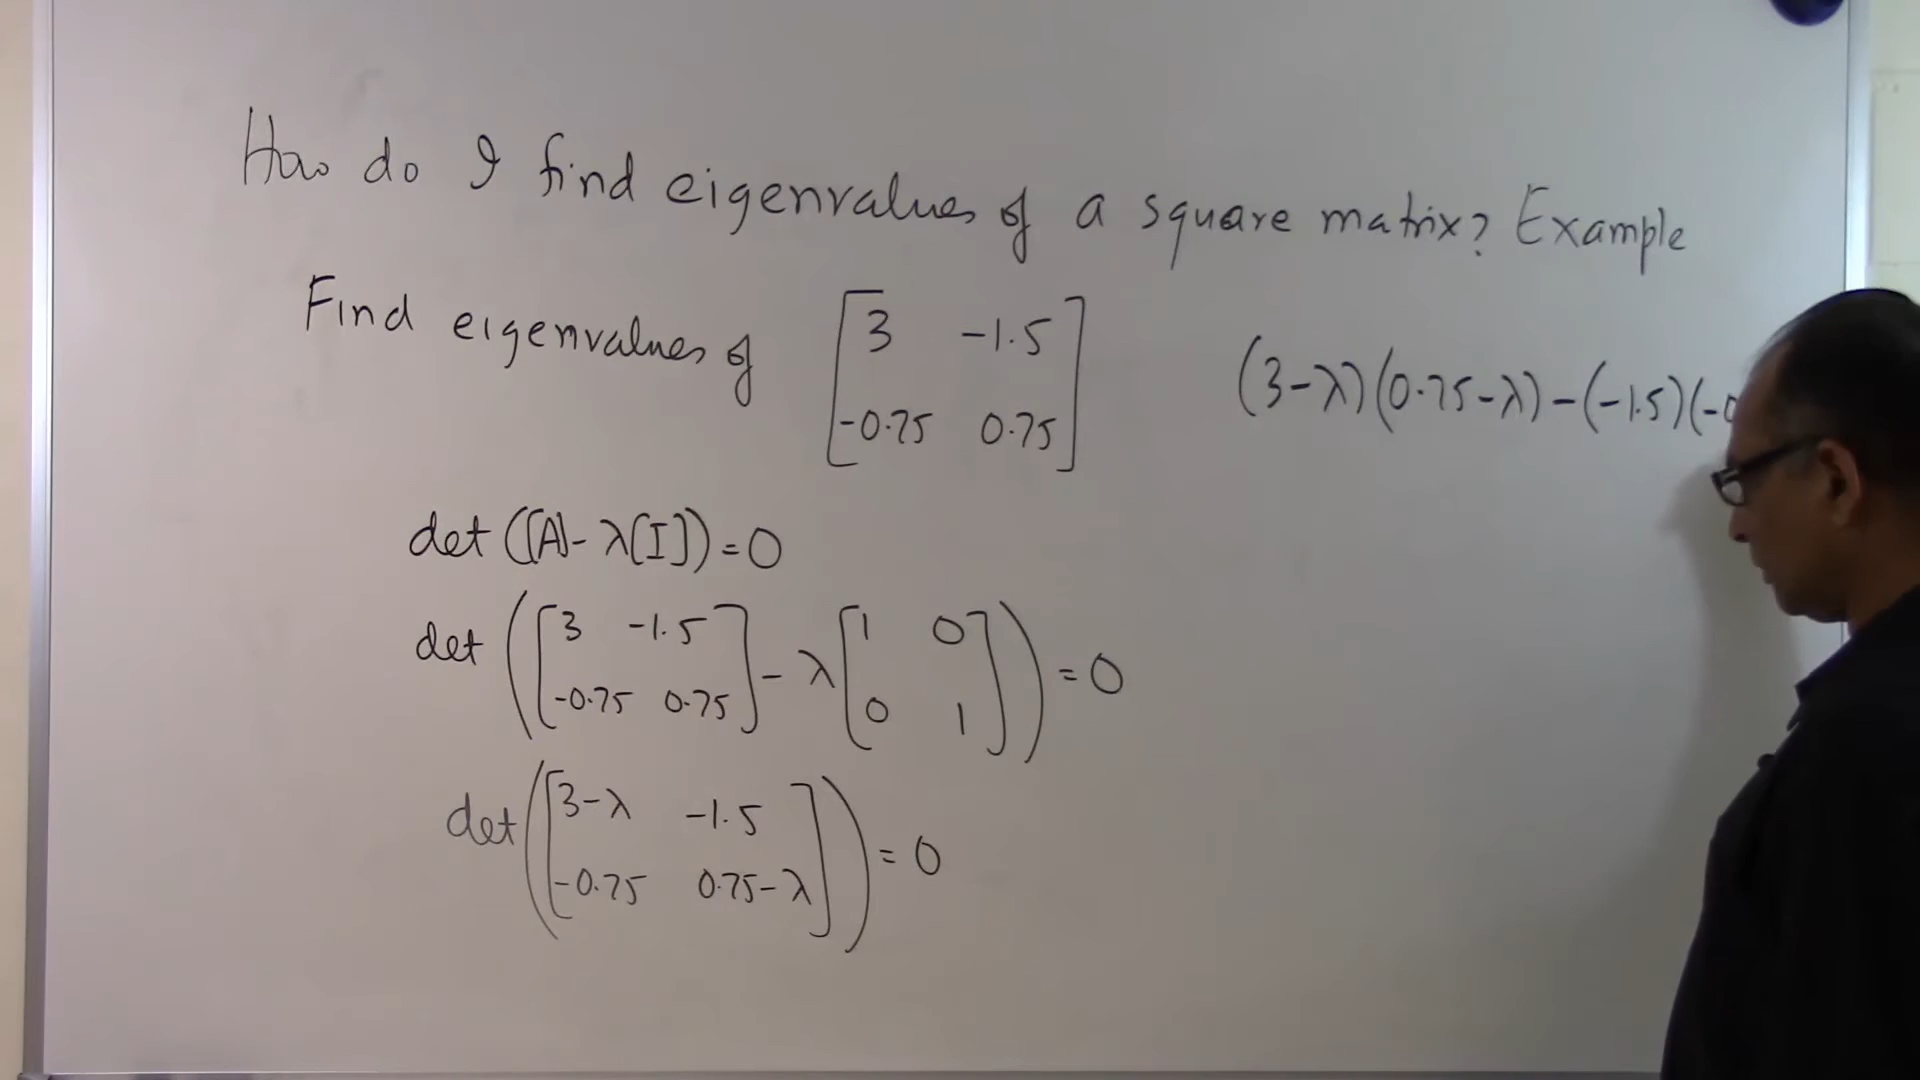 How do I find eigenvalues of a square matrix? Example
Find eigenvalues of [3 -1.5
-0.75 0.75]
det([A]-λ[I])=0
det([3 -1.5
-0.75 0.75] - λ[1 0
0 1]) = 0
det([3-λ -1.5
-0.75 0.75-λ]) = 0
(3-λ)(0.75-λ)-(-1.5)(-0